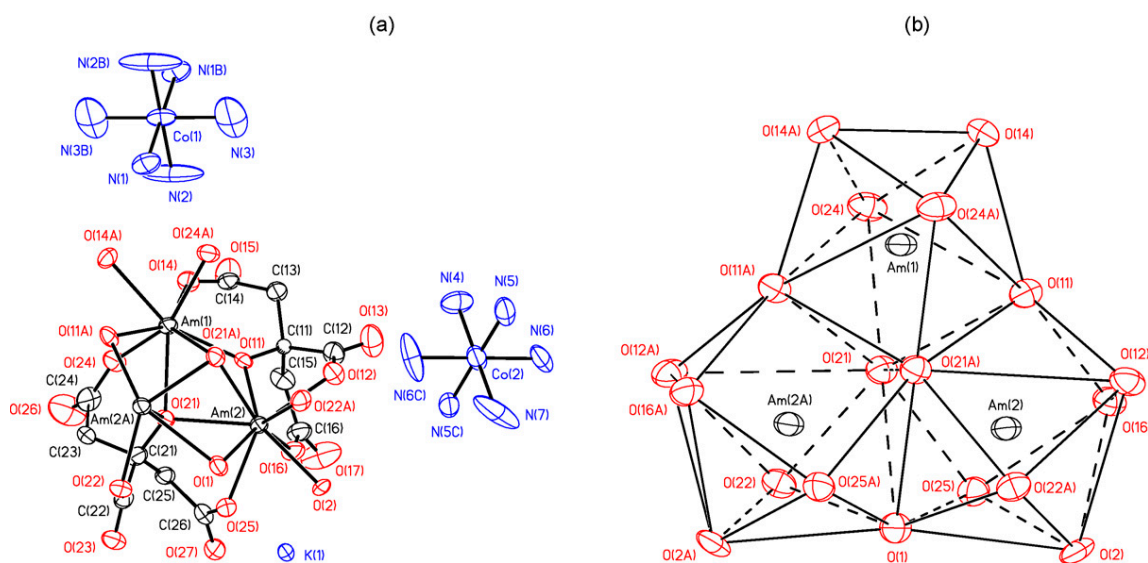 (a)
(b)
N(2B)
N(1B)
Co(1)
N(3B)
N(3)
N(1)
N(2)
O(14A)
O(24A)
O(15)
O(14)
C(13)
C(14)
Am(1)
O(11A)
O(21A)
O(11)
C(11)
C(12)
O(13)
C(15)
O(12)
O(24)
C(24)
O(26)
Am(2A)
O(21)
Am(2)
O(22A)
C(16)
C(23)
C(21)
O(1)
O(16)
O(17)
O(22)
C(25)
O(2)
C(22)
C(26)
O(25)
O(23)
O(27)
K(1)
N(4)
N(5)
N(6)
Co(2)
N(6C)
N(5C)
N(7)
O(14A)
O(14)
O(24)
O(24A)
Am(1)
O(11A)
O(11)
O(12A)
O(21)
O(21A)
O(12)
O(16A)
O(16)
Am(2A)
Am(2)
O(22)
O(25A)
O(25)
O(22A)
O(2A)
O(1)
O(2)